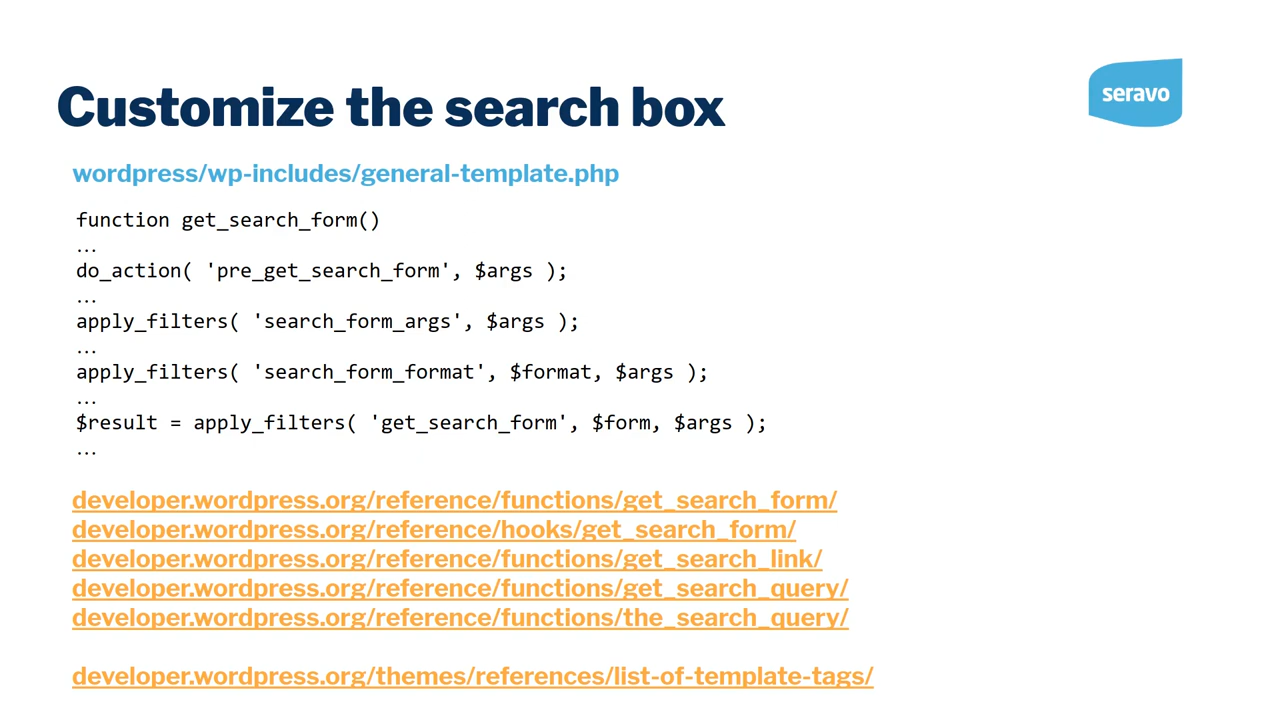 Customize the search box
seravo
wordpress/wp-includes/general-template.php
function get_search_form()
…
do_action( 'pre_get_search_form', $args );
…
apply_filters( 'search_form_args', $args );
…
apply_filters( 'search_form_format', $format, $args );
…
$result = apply_filters( 'get_search_form', $form, $args );
…
developer.wordpress.org/reference/functions/get_search_form/
developer.wordpress.org/reference/hooks/get_search_form/
developer.wordpress.org/reference/functions/get_search_link/
developer.wordpress.org/reference/functions/get_search_query/
developer.wordpress.org/reference/functions/the_search_query/
developer.wordpress.org/themes/references/list-of-template-tags/